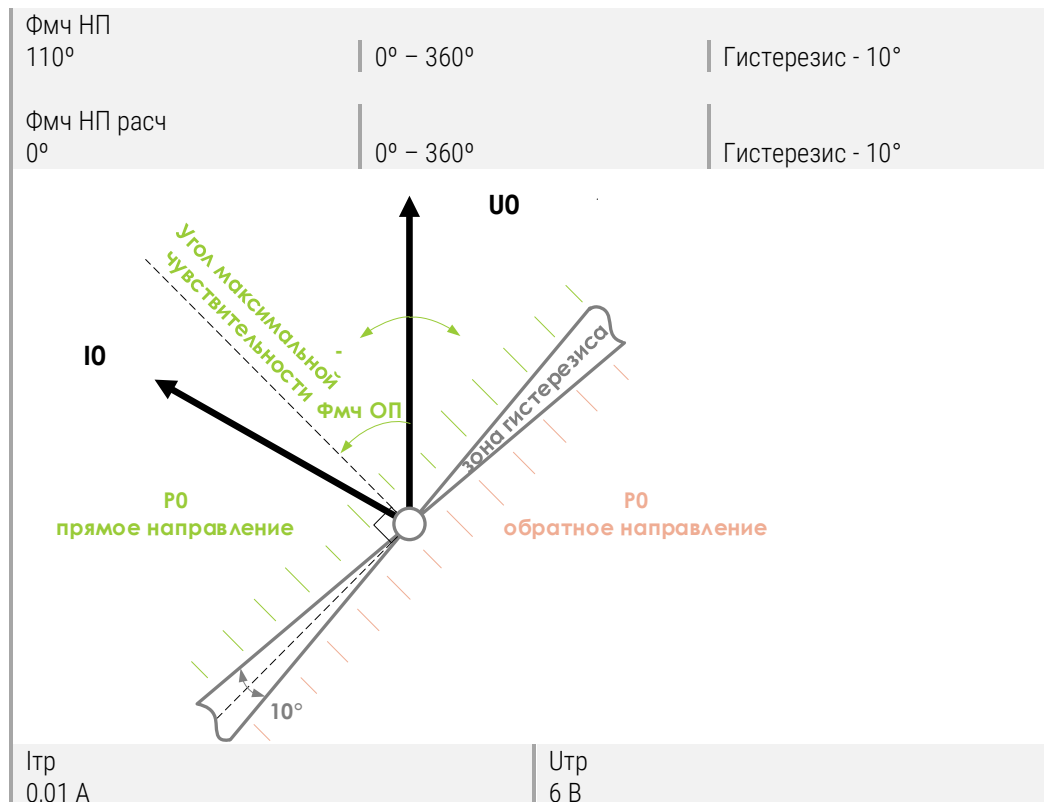 Фмч НП
110º 0º – 360º Гистерезис - 10°
Фмч НП расч
0º 0º – 360º Гистерезис - 10°
U0
Угол максимальной
чувствительности
Фмч ОП
I0
зона гистерезиса
P0
прямое направление
P0
обратное направление
10°
Iтр Uтр
0,01 А 6 В